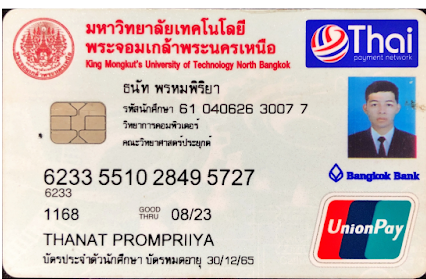 มหาวิทยาลัยเทคโนโลยี
พระจอมเกล้าพระนครเหนือ
King Mongkut's University of Technology North Bangkok
Thai
payment network
ธนัท พรหมพิริยา
รหัสนักศึกษา 61 040626 3007 7
วิทยาการคอมพิวเตอร์
คณะวิทยาศาสตร์ประยุกต์
Bangkok Bank
6233 5510 2849 5727
6233
1168 GOOD THRU 08/23
THANAT PROMPRIIYA
บัตรประจำตัวนักศึกษา บัตรหมดอายุ 30/12/65
UnionPay